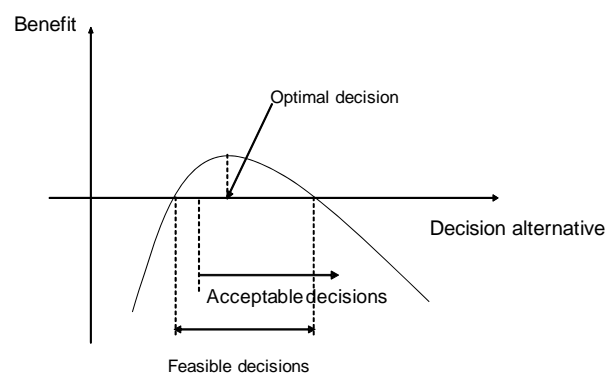 Benefit
Optimal decision
Decision alternative
Acceptable decisions
Feasible decisions